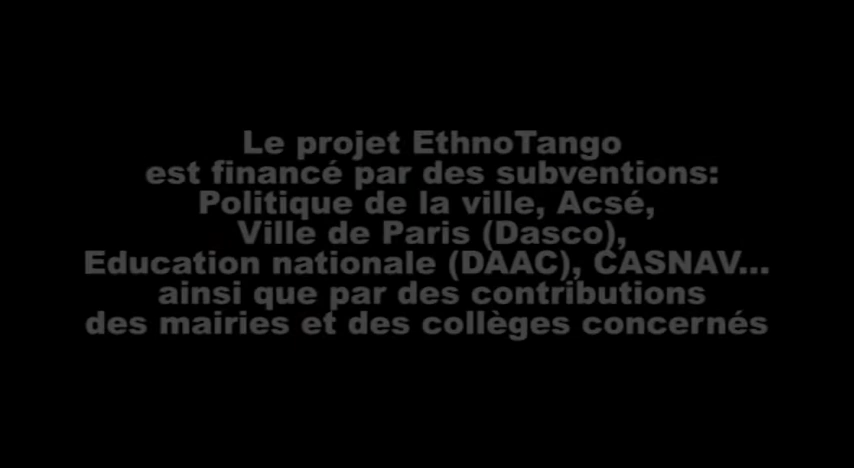 Le projet EthnoTango
est financé par des subventions:
Politique de la ville, Acsé,
Ville de Paris (Dasco),
Education nationale (DAAC), CASNAV...
ainsi que par des contributions
des mairies et des collèges concernés